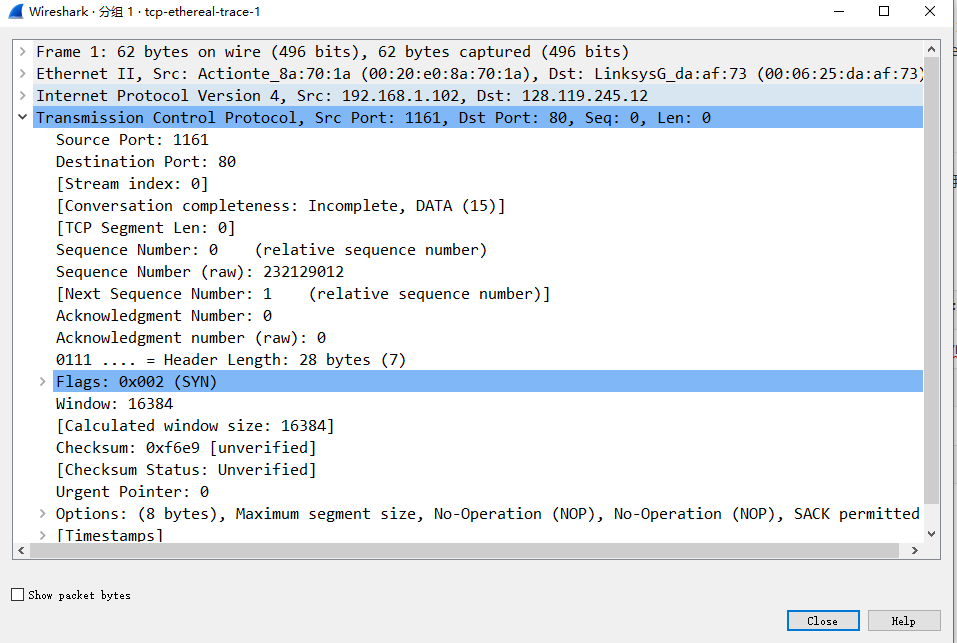 Wireshark · 分组 1 · tcp-ethereal-trace-1
Frame 1: 62 bytes on wire (496 bits), 62 bytes captured (496 bits)
Ethernet II, Src: Actionte_8a:70:1a (00:20:e0:8a:70:1a), Dst: LinksysG_da:af:73 (00:06:25:da:af:73)
Internet Protocol Version 4, Src: 192.168.1.102, Dst: 128.119.245.12
Transmission Control Protocol, Src Port: 1161, Dst Port: 80, Seq: 0, Len: 0
Source Port: 1161
Destination Port: 80
[Stream index: 0]
[Conversation completeness: Incomplete, DATA (15)]
[TCP Segment Len: 0]
Sequence Number: 0    (relative sequence number)
Sequence Number (raw): 232129012
[Next Sequence Number: 1    (relative sequence number)]
Acknowledgment Number: 0
Acknowledgment number (raw): 0
0111 .... = Header Length: 28 bytes (7)
Flags: 0x002 (SYN)
Window: 16384
[Calculated window size: 16384]
Checksum: 0xf6e9 [unverified]
[Checksum Status: Unverified]
Urgent Pointer: 0
Options: (8 bytes), Maximum segment size, No-Operation (NOP), No-Operation (NOP), SACK permitted
[Timestamps]
Show packet bytes
Close
Help